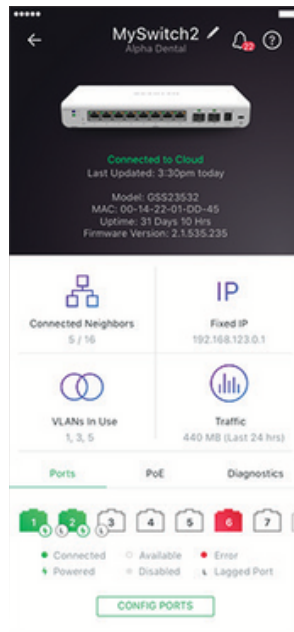 MySwitch2
Alpha Dental
22
?
Connected to Cloud
Last Updated: 3:30pm today
Model: GSS23532
MAC: 00-14-22-01-DD-45
Uptime: 31 Days 10 Hrs
Firmware Version: 2.1.535.235
IP
Connected Neighbors
5 / 16
Fixed IP
192.168.123.0.1
VLANs In Use
1, 3, 5
Traffic
440 MB (Last 24 hrs)
Ports PoE Diagnostics
1 2 3 4 5 6 7
L L
Connected Available Error
Powered Disabled L Lagged Port
CONFIG PORTS